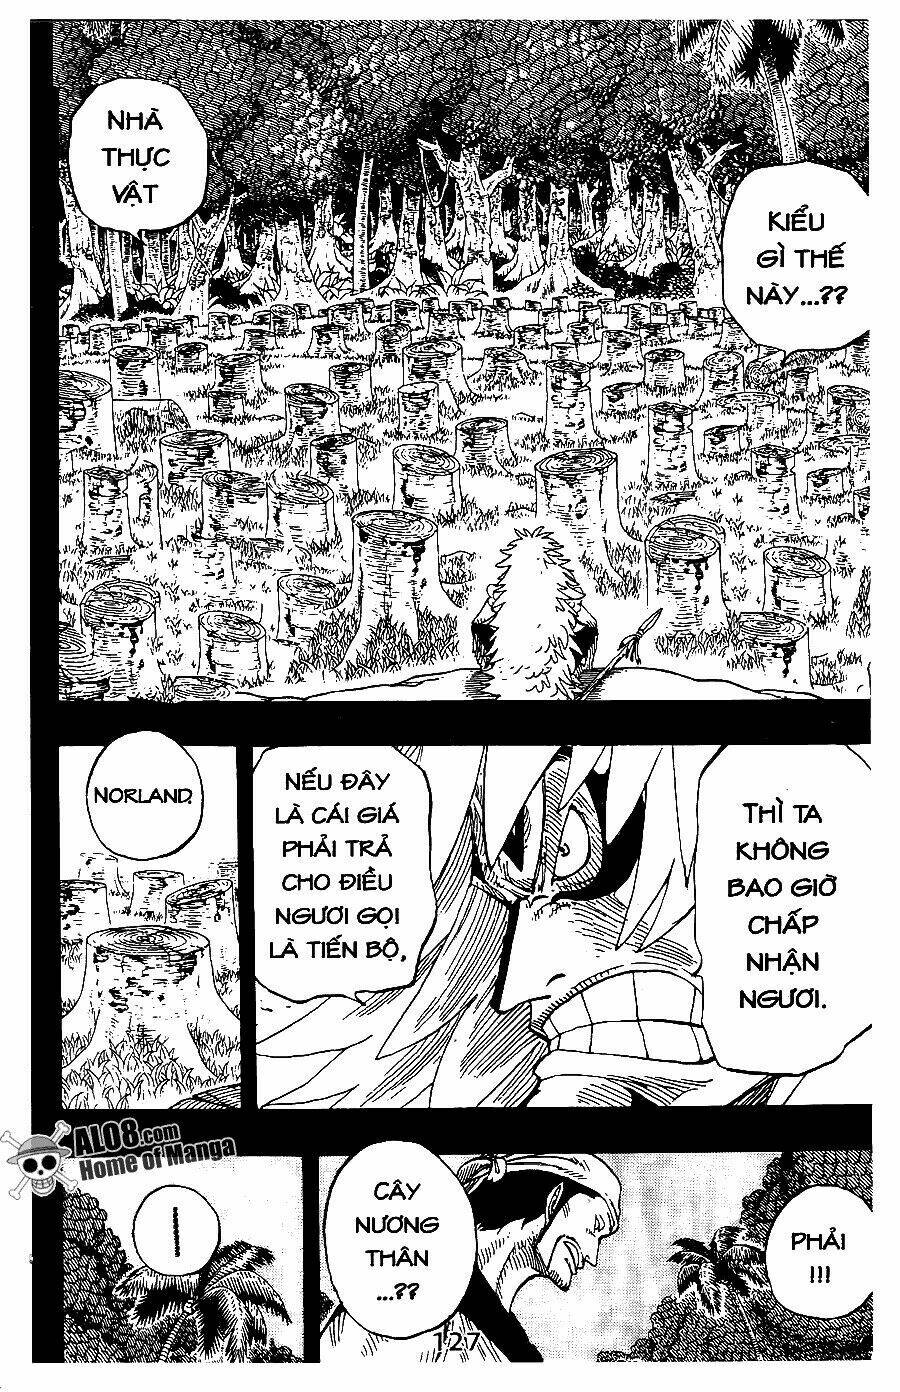 KIỂU
GÌ THẾ
NÀY...??
NHÀ
THỰC
VẬT
THÌ TA
KHÔNG
BAO GIỜ
CHẤP
NHẬN
NGƯƠI.
NẾU ĐÂY
LÀ CÁI GIÁ
PHẢI TRẢ
CHO ĐIỀU
NGƯƠI GỌI
LÀ TIẾN BỘ,
NORLAND.
PHẢI
!!!
CÂY
NƯƠNG
THÂN
...??
AL08.com
Home of Manga
127